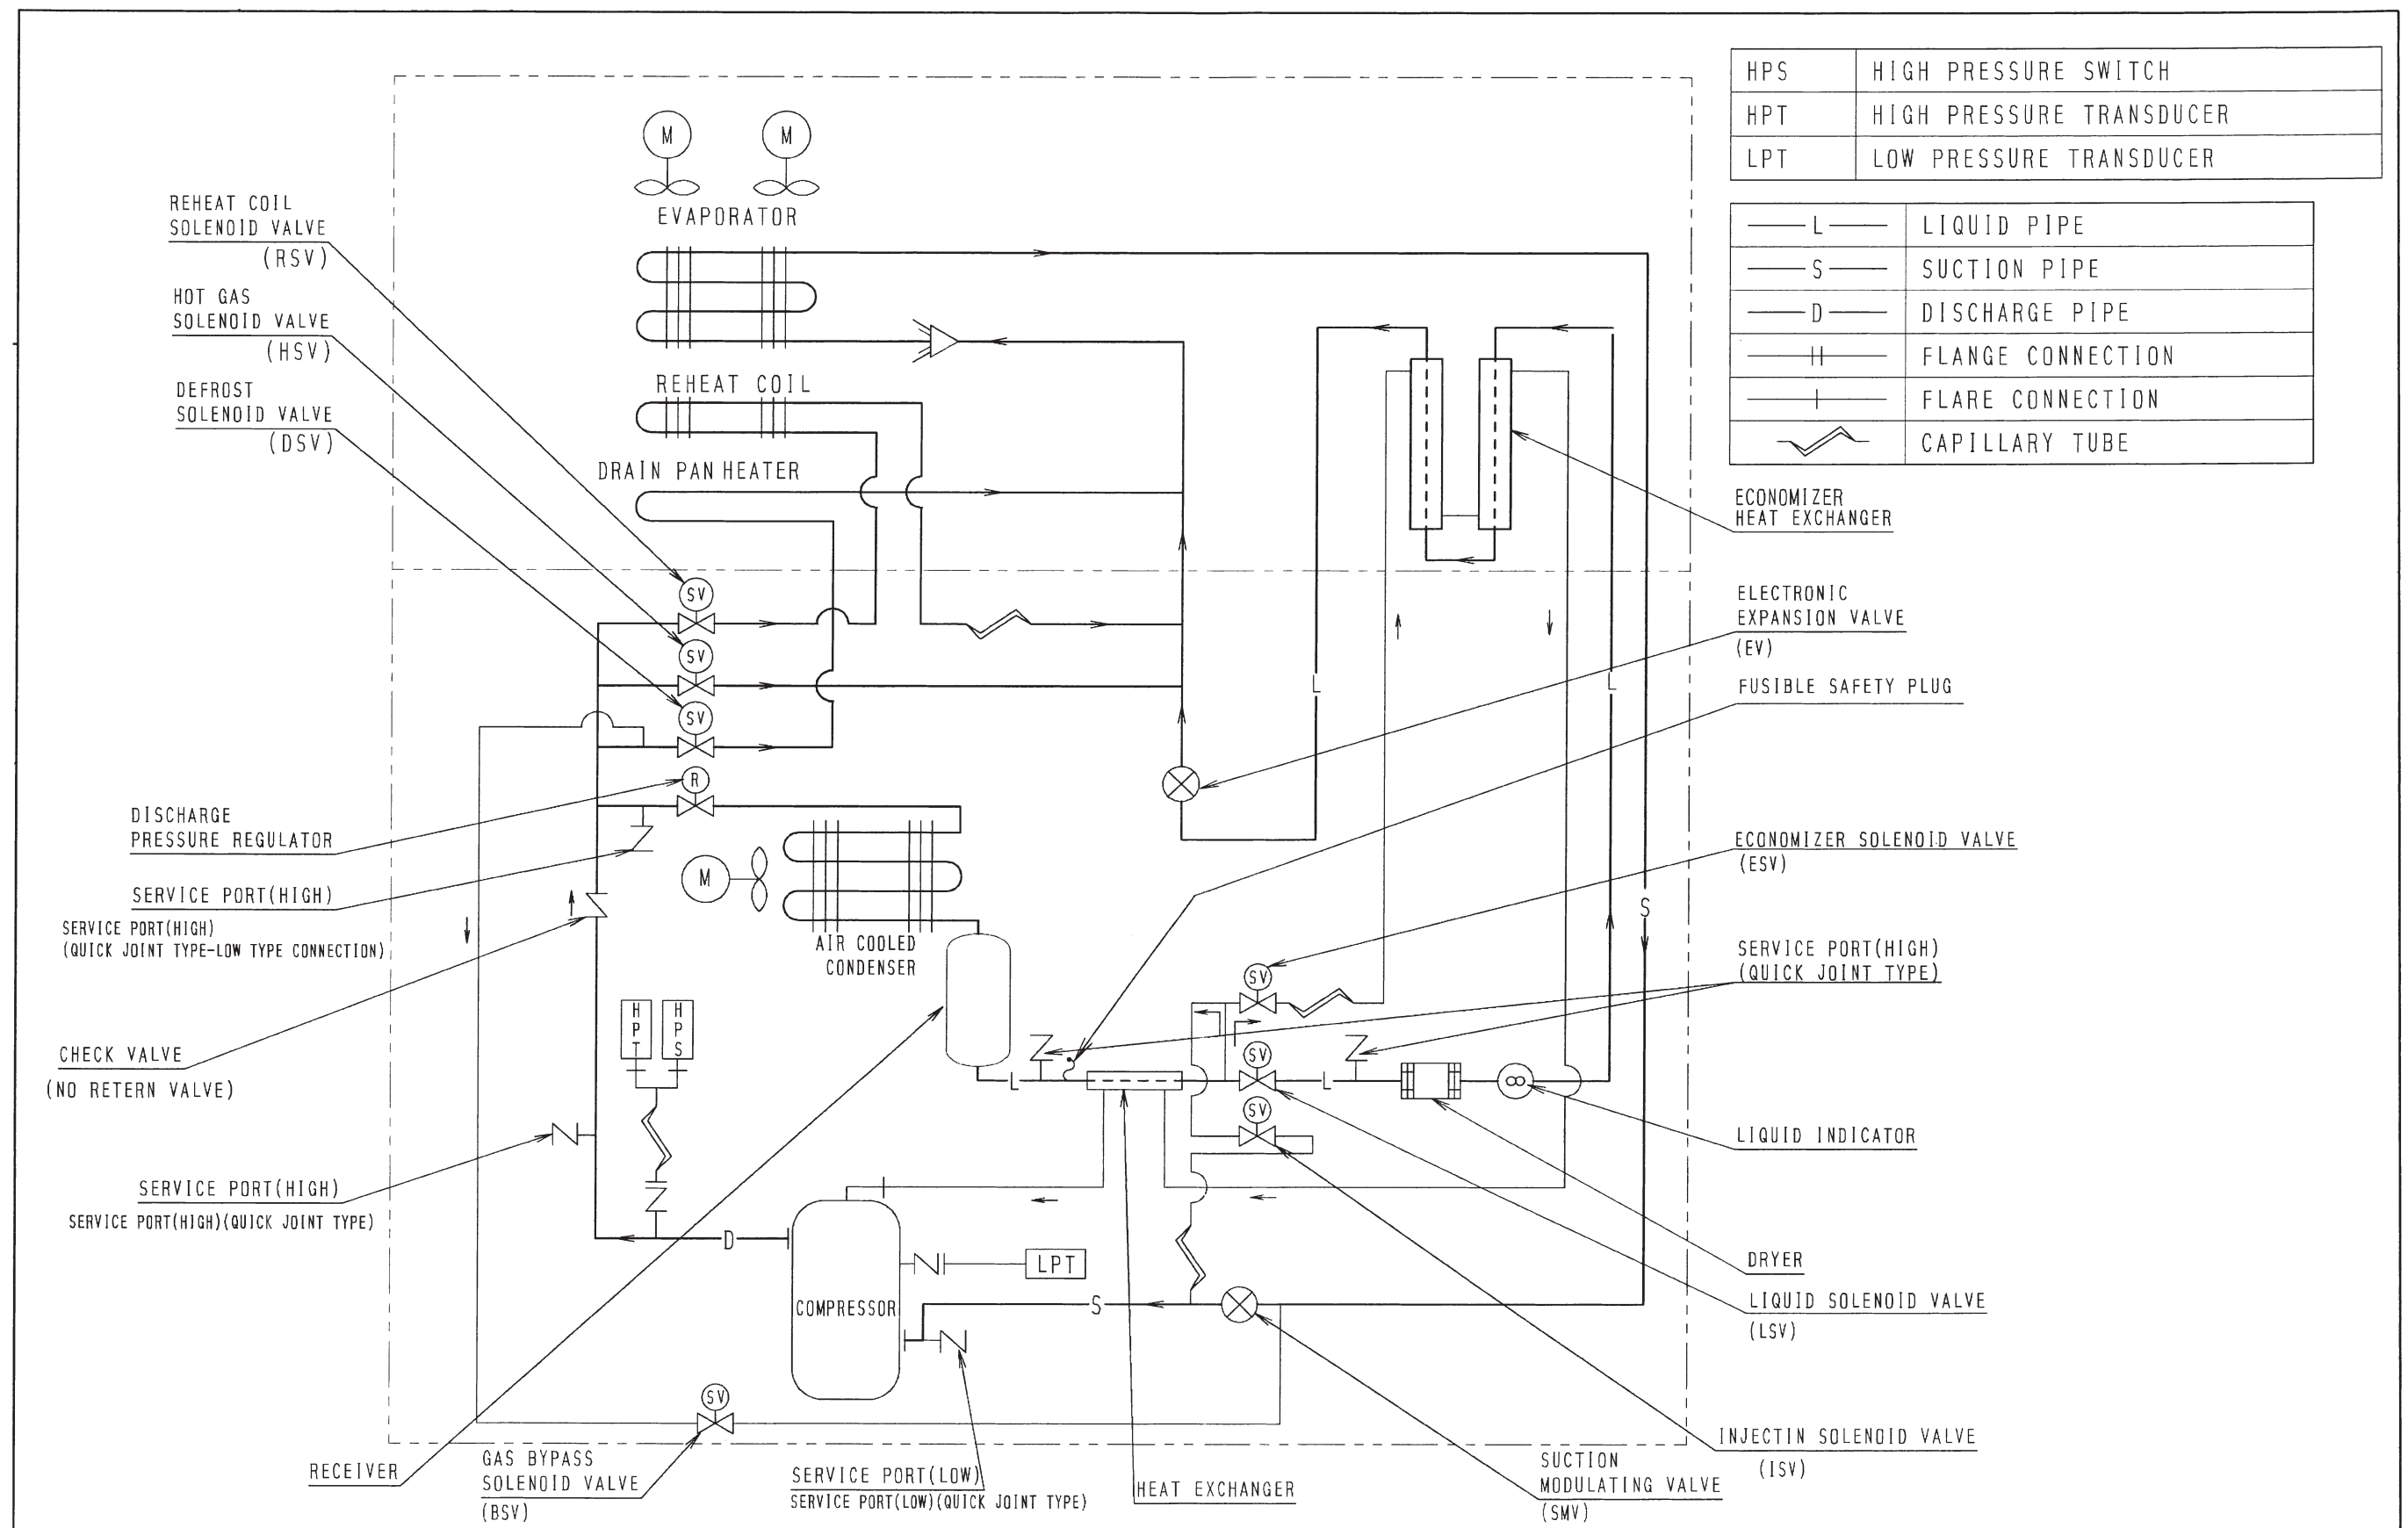 HPS HIGH PRESSURE SWITCH
HPT HIGH PRESSURE TRANSDUCER
LPT LOW PRESSURE TRANSDUCER
L LIQUID PIPE
S SUCTION PIPE
D DISCHARGE PIPE
FLANGE CONNECTION
FLARE CONNECTION
CAPILLARY TUBE
M M
EVAPORATOR
REHEAT COIL
SOLENOID VALVE
(RSV)
HOT GAS
SOLENOID VALVE
(HSV)
DEFROST
SOLENOID VALVE
(DSV)
REHEAT COIL
DRAIN PAN HEATER
ECONOMIZER
HEAT EXCHANGER
SV
SV
SV
R
ELECTRONIC
EXPANSION VALVE
(EV)
L
L
FUSIBLE SAFETY PLUG
DISCHARGE
PRESSURE REGULATOR
SERVICE PORT(HIGH)
SERVICE PORT(HIGH)
(QUICK JOINT TYPE-LOW TYPE CONNECTION)
M
AIR COOLED
CONDENSER
ECONOMIZER SOLENOID VALVE
(ESV)
S
SERVICE PORT(HIGH)
(QUICK JOINT TYPE)
SV
HPT
HPS
CHECK VALVE
(NO RETERN VALVE)
L
SV
L
SV
LIQUID INDICATOR
SERVICE PORT(HIGH)
SERVICE PORT(HIGH)(QUICK JOINT TYPE)
D
LPT
COMPRESSOR
S
DRYER
LIQUID SOLENOID VALVE
(LSV)
SV
INJECTIN SOLENOID VALVE
(ISV)
RECEIVER
GAS BYPASS
SOLENOID VALVE
(BSV)
SERVICE PORT(LOW)
SERVICE PORT(LOW)(QUICK JOINT TYPE)
HEAT EXCHANGER
SUCTION
MODULATING VALVE
(SMV)